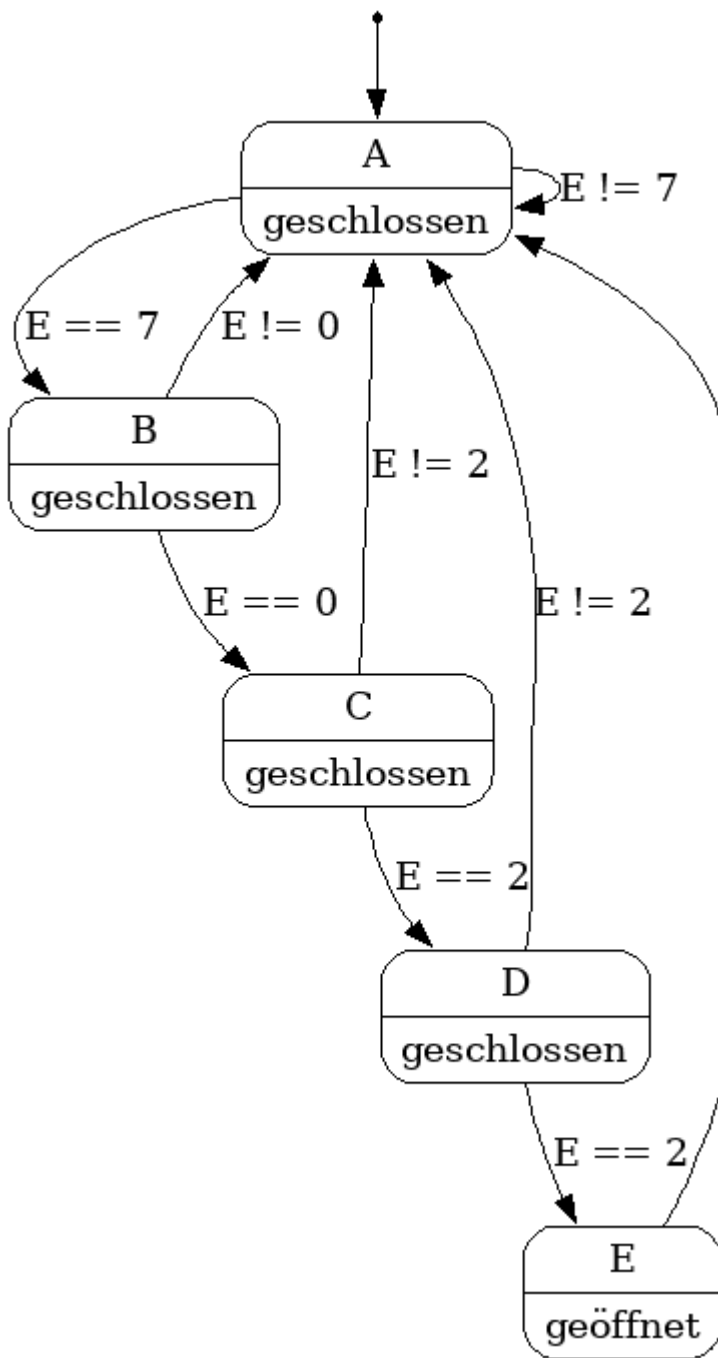 A
geschlossen
E != 7
E == 7
E != 0
B
geschlossen
E != 2
E == 0
E != 2
C
geschlossen
E == 2
D
geschlossen
E == 2
E
geöffnet